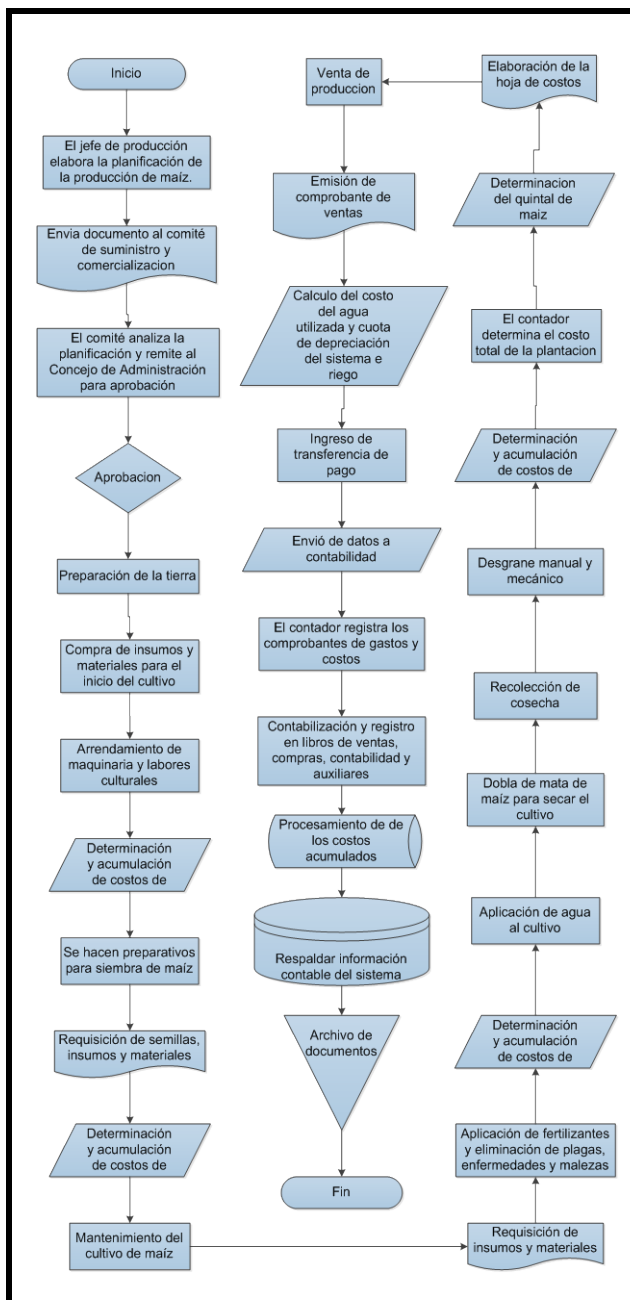 Inicio
El jefe de producción
elabora la planificación de
la producción de maíz.
Envia documento al comité
de suministro y
comercializacion
El comité analiza la
planificación y remite al
Concejo de Administración
para aprobación
Aprobacion
Preparación de la tierra
Compra de insumos y
materiales para el
inicio del cultivo
Arrendamiento de
maquinaria y labores
culturales
Determinación
y acumulación
de costos de
Se hacen preparativos
para siembra de maíz
Requisición de semillas,
insumos y materiales
Determinación
y acumulación
de costos de
Mantenimiento del
cultivo de maíz
Requisición de
insumos y materiales
Aplicación de fertilizantes
y eliminación de plagas,
enfermedades y malezas
Determinación
y acumulación
de costos de
Aplicación de agua
al cultivo
Dobla de mata de
maíz para secar el
cultivo
Recolección de
cosecha
Desgrane manual y
mecánico
Determinación
y acumulación
de costos de
El contador
determina el costo
total de la plantacion
Determinacion
del quintal de
maiz
Elaboración de la
hoja de costos
Venta de
produccion
Emisión de
comprobante de
ventas
Calculo del costo
del agua
utilizada y cuota
de depreciación
del sistema e
riego
Ingreso de
transferencia de
pago
Envió de datos a
contabilidad
El contador registra los
comprobantes de gastos y
costos
Contabilización y registro
en libros de ventas,
compras, contabilidad y
auxiliares
Procesamiento de de
los costos
acumulados
Respaldar información
contable del sistema
Archivo de
documentos
Fin